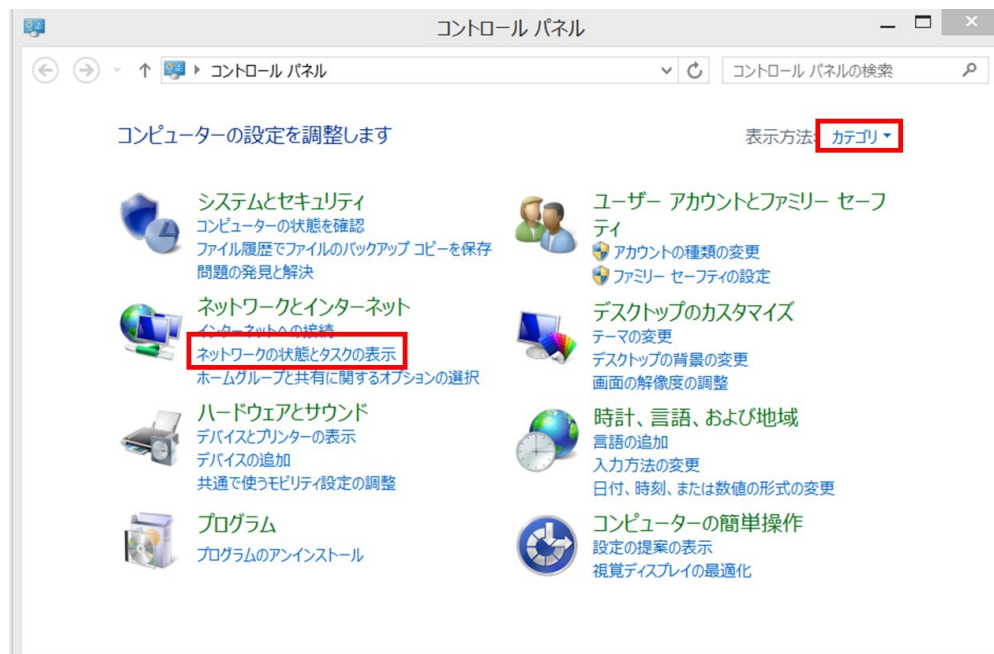 コントロール パネル
コントロール パネル
コントロール パネルの検索
コンピューターの設定を調整します
表示方法:
カテゴリ
システムとセキュリティ
コンピューターの状態を確認
ファイル履歴でファイルのバックアップ コピーを保存
問題の発見と解決
ネットワークとインターネット
インターネットへの接続
ネットワークの状態とタスクの表示
ホームグループと共有に関するオプションの選択
ハードウェアとサウンド
デバイスとプリンターの表示
デバイスの追加
共通で使うモビリティ設定の調整
プログラム
プログラムのアンインストール
ユーザー アカウントとファミリー セーフ
ティ
アカウントの種類の変更
ファミリー セーフティの設定
デスクトップのカスタマイズ
テーマの変更
デスクトップの背景の変更
画面の解像度の調整
時計、言語、および地域
言語の追加
入力方法の変更
日付、時刻、または数値の形式の変更
コンピューターの簡単操作
設定の提案の表示
視覚ディスプレイの最適化